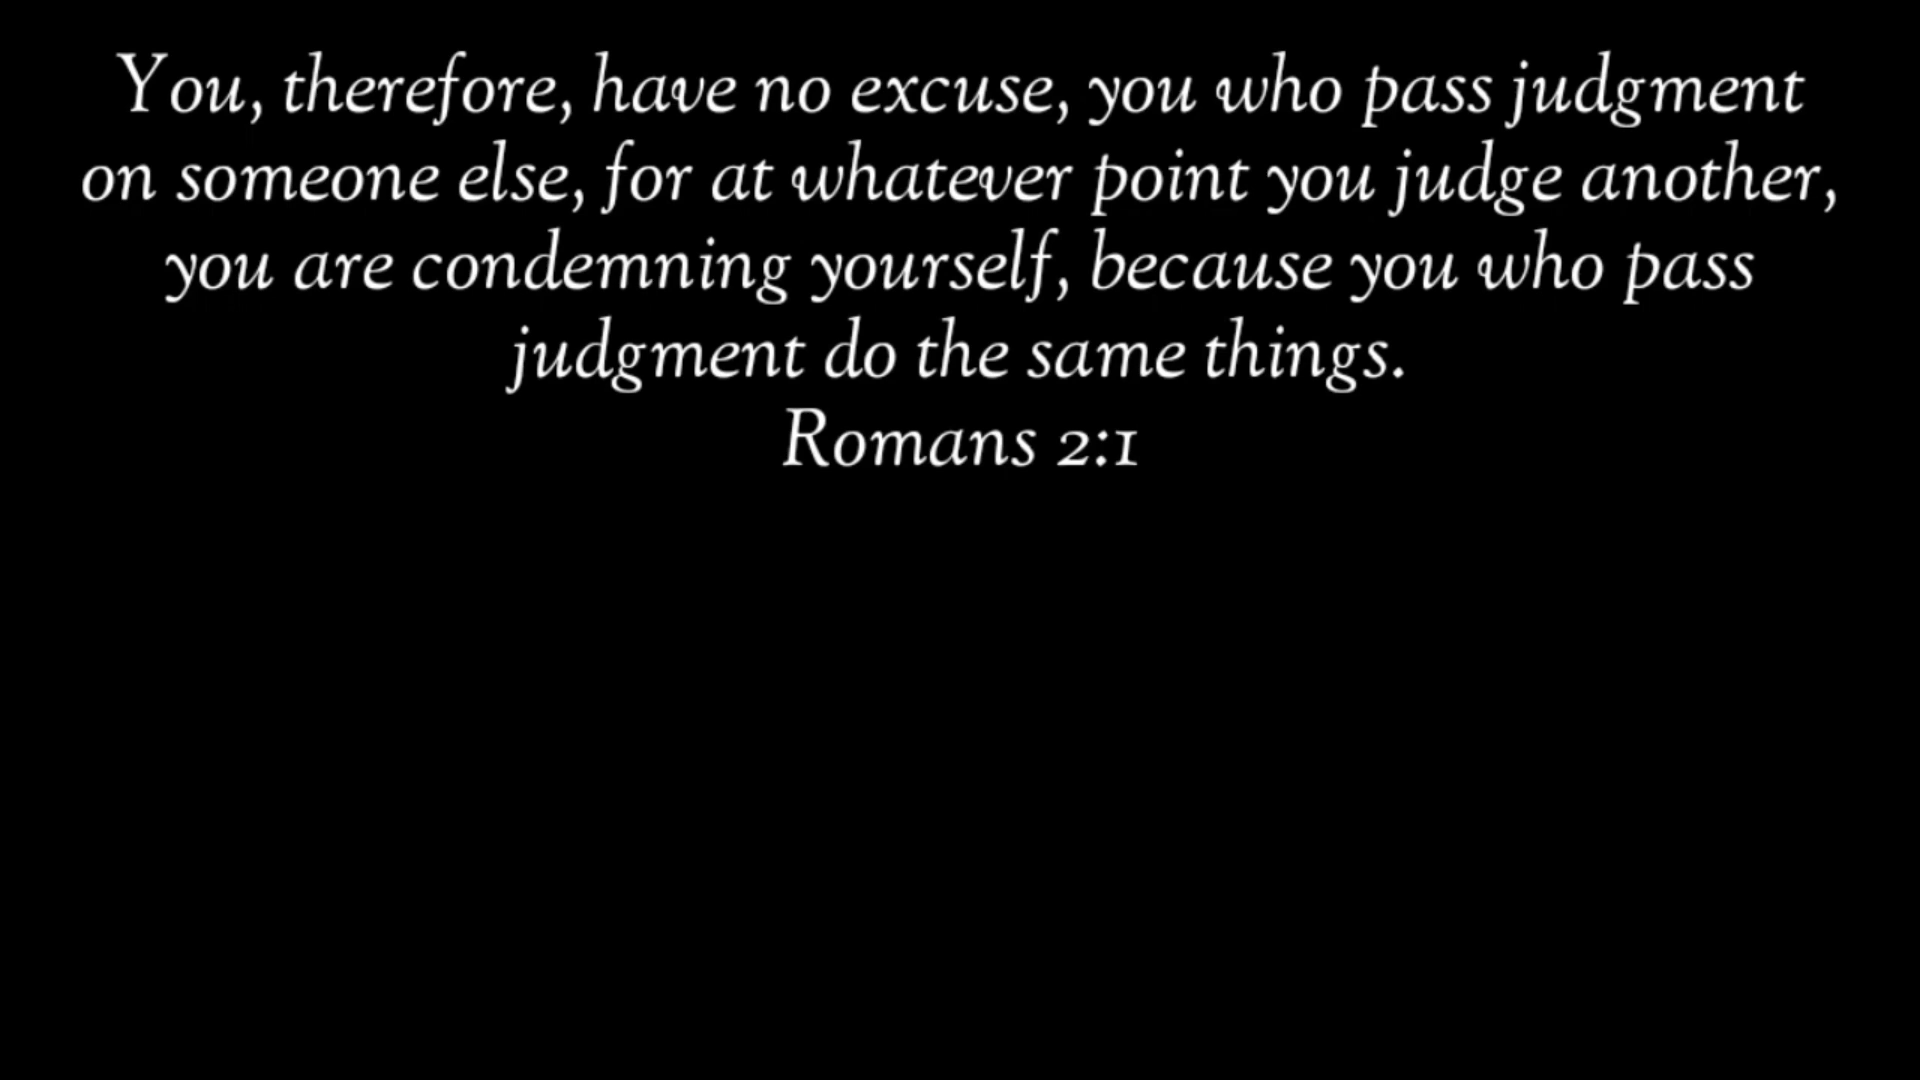 You, therefore, have no excuse, you who pass judgment
on someone else, for at whatever point you judge another,
you are condemning yourself, because you who pass
judgment do the same things.
Romans 2:1